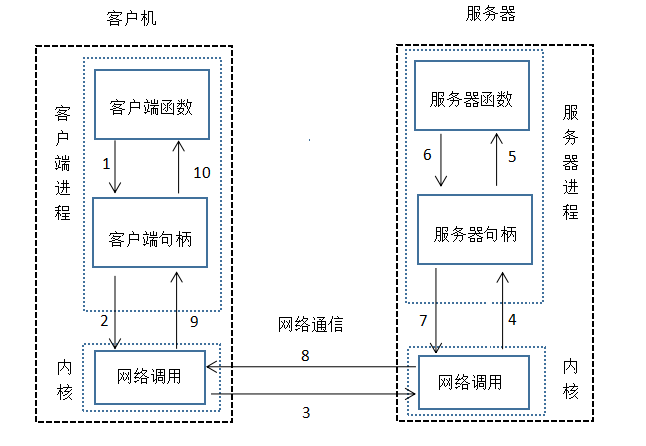 客户机
服务器
客户端进程
客户端函数
1
10
客户端句柄
2
9
内核
网络调用
网络通信
8
3
服务器函数
服务器进程
6
5
服务器句柄
7
4
网络调用
内核